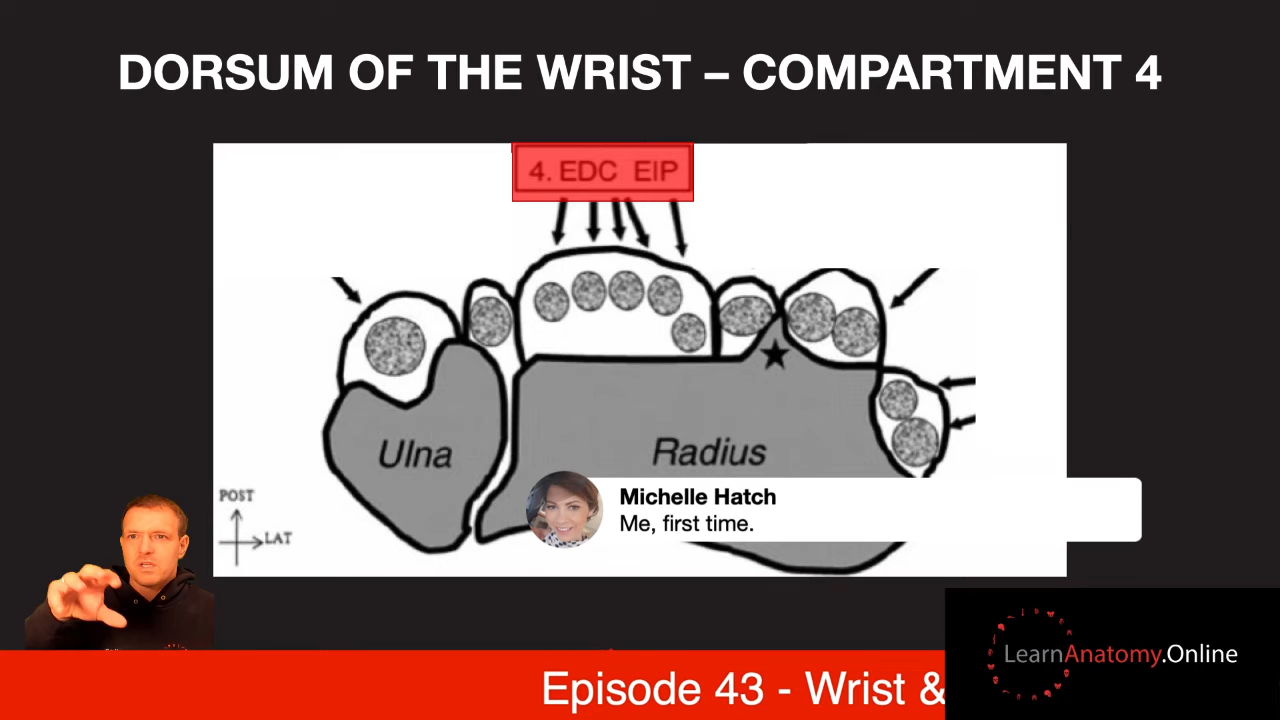 DORSUM OF THE WRIST – COMPARTMENT 4
4. EDC EIP
Ulna
Radius
POST
LAT
Michelle Hatch
Me, first time.
LearnAnatomy.Online
Episode 43 - Wrist &